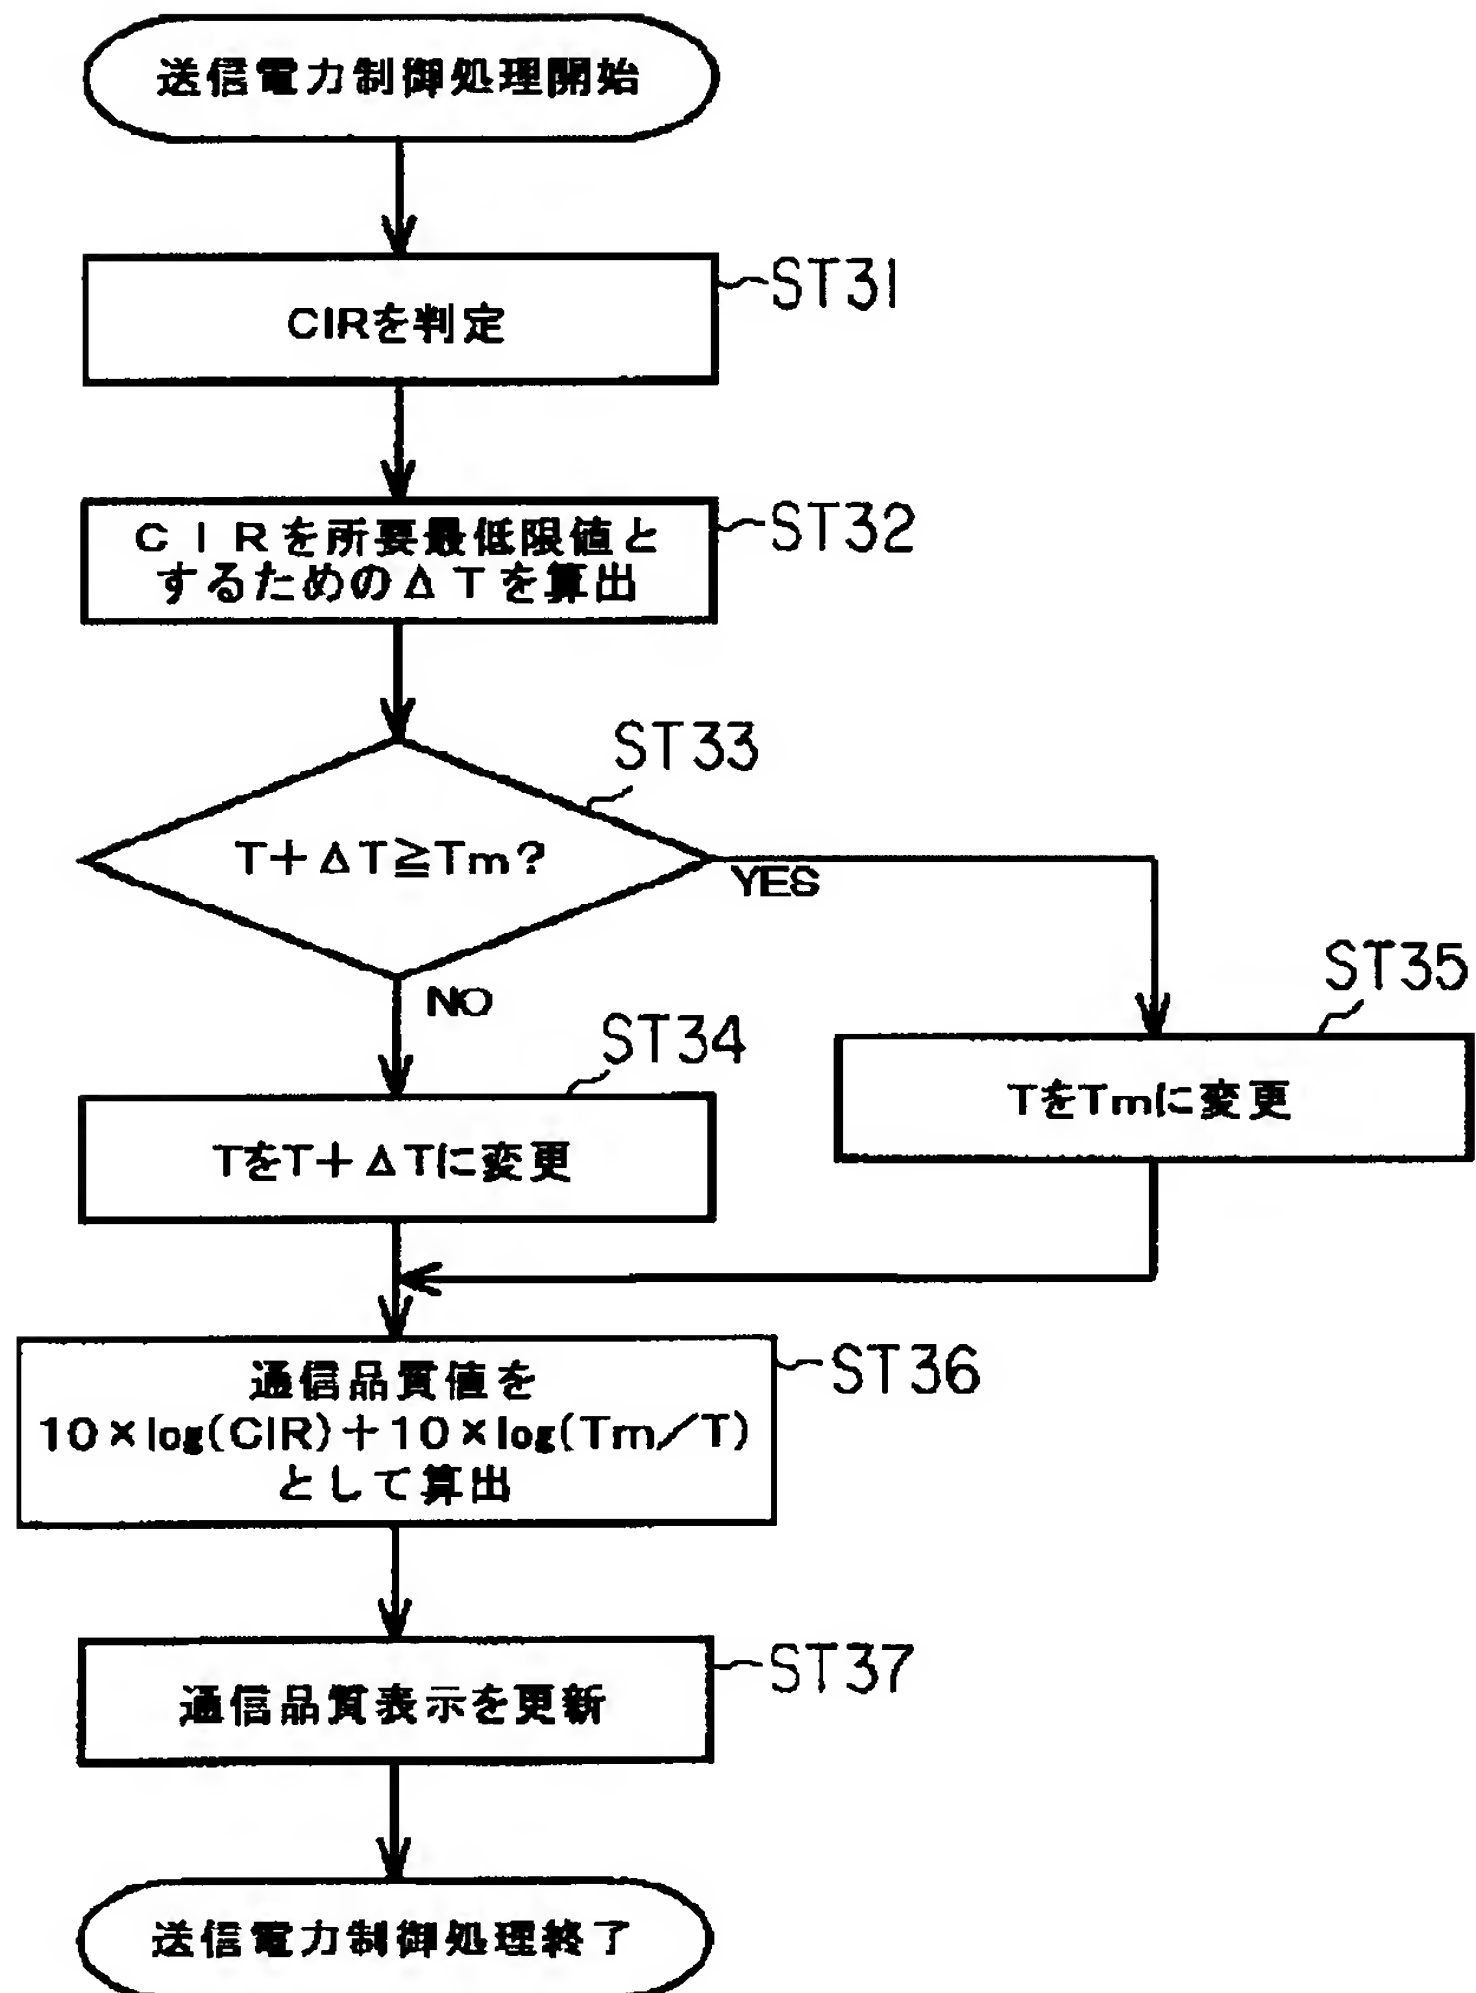 送信電力制御処理開始
ST31
CIRを判定
ST32
CIRを所要最低限値と
するためのΔTを算出
ST33
T+ΔT≧Tm?
YES
NO
ST35
TをTmに変更
ST34
TをT+ΔTに変更
ST36
通信品質値を
10×log(CIR)+10×log(Tm/T)
として算出
ST37
通信品質表示を更新
送信電力制御処理終了